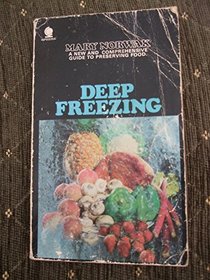 MARY NORWAK
A NEW AND COMPREHENSIVE
GUIDE TO PRESERVING FOOD.
DEEP
FREEZING